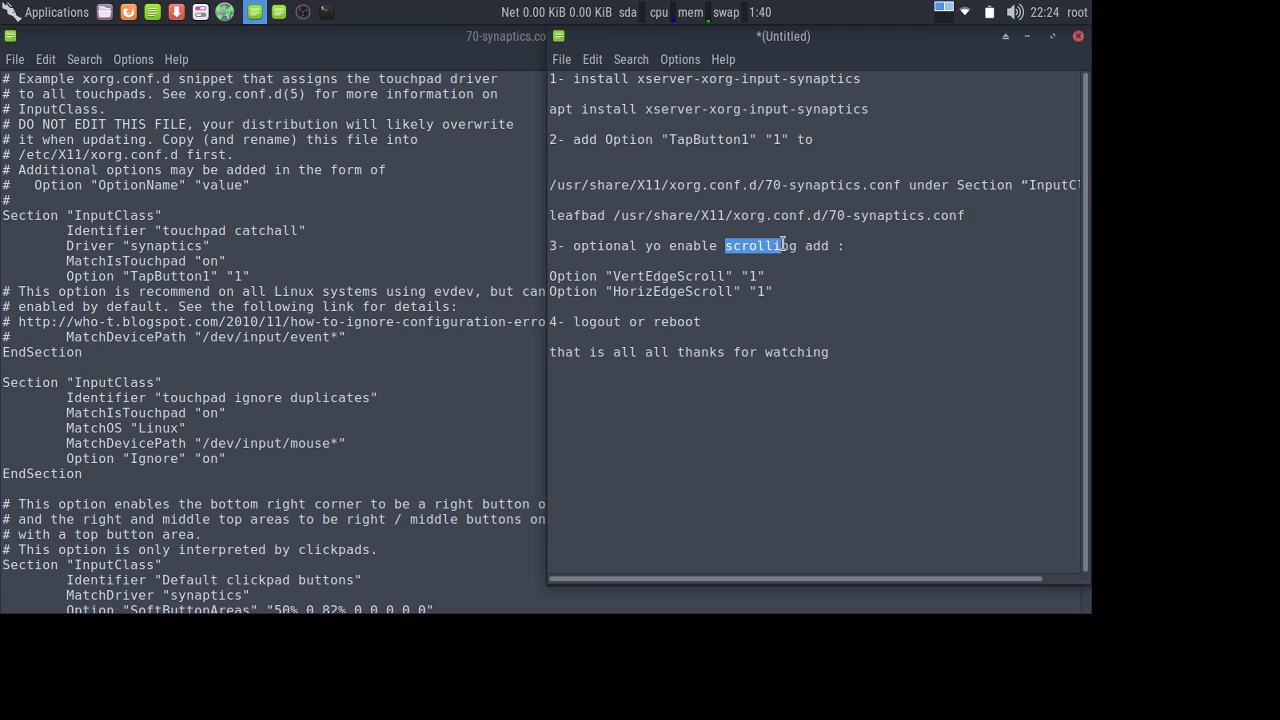 Applications
Net 0.00 KiB 0.00 KiB sda cpu mem swap 1:40
22:24 root
70-synaptics.co
File Edit Search Options Help
# Example xorg.conf.d snippet that assigns the touchpad driver
# to all touchpads. See xorg.conf.d(5) for more information on
# InputClass.
# DO NOT EDIT THIS FILE, your distribution will likely overwrite
# it when updating. Copy (and rename) this file into
# /etc/X11/xorg.conf.d first.
# Additional options may be added in the form of
#   Option "OptionName" "value"
#
Section "InputClass"
        Identifier "touchpad catchall"
        Driver "synaptics"
        MatchIsTouchpad "on"
        Option "TapButton1" "1"
# This option is recommend on all Linux systems using evdev, but can
# enabled by default. See the following link for details:
# http://who-t.blogspot.com/2010/11/how-to-ignore-configuration-erro
#       MatchDevicePath "/dev/input/event*"
EndSection
Section "InputClass"
        Identifier "touchpad ignore duplicates"
        MatchIsTouchpad "on"
        MatchOS "Linux"
        MatchDevicePath "/dev/input/mouse*"
        Option "Ignore" "on"
EndSection
# This option enables the bottom right corner to be a right button o
# and the right and middle top areas to be right / middle buttons on
# with a top button area.
# This option is only interpreted by clickpads.
Section "InputClass"
        Identifier "Default clickpad buttons"
        MatchDriver "synaptics"
        Option "SoftButtonAreas" "50% 0 82% 0 0 0 0 0"
*(Untitled)
File Edit Search Options Help
1- install xserver-xorg-input-synaptics
apt install xserver-xorg-input-synaptics
2- add Option "TapButton1" "1" to
/usr/share/X11/xorg.conf.d/70-synaptics.conf under Section “InputCl
leafbad /usr/share/X11/xorg.conf.d/70-synaptics.conf
3- optional yo enable scrolling add :
Option "VertEdgeScroll" "1"
Option "HorizEdgeScroll" "1"
4- logout or reboot
that is all all thanks for watching